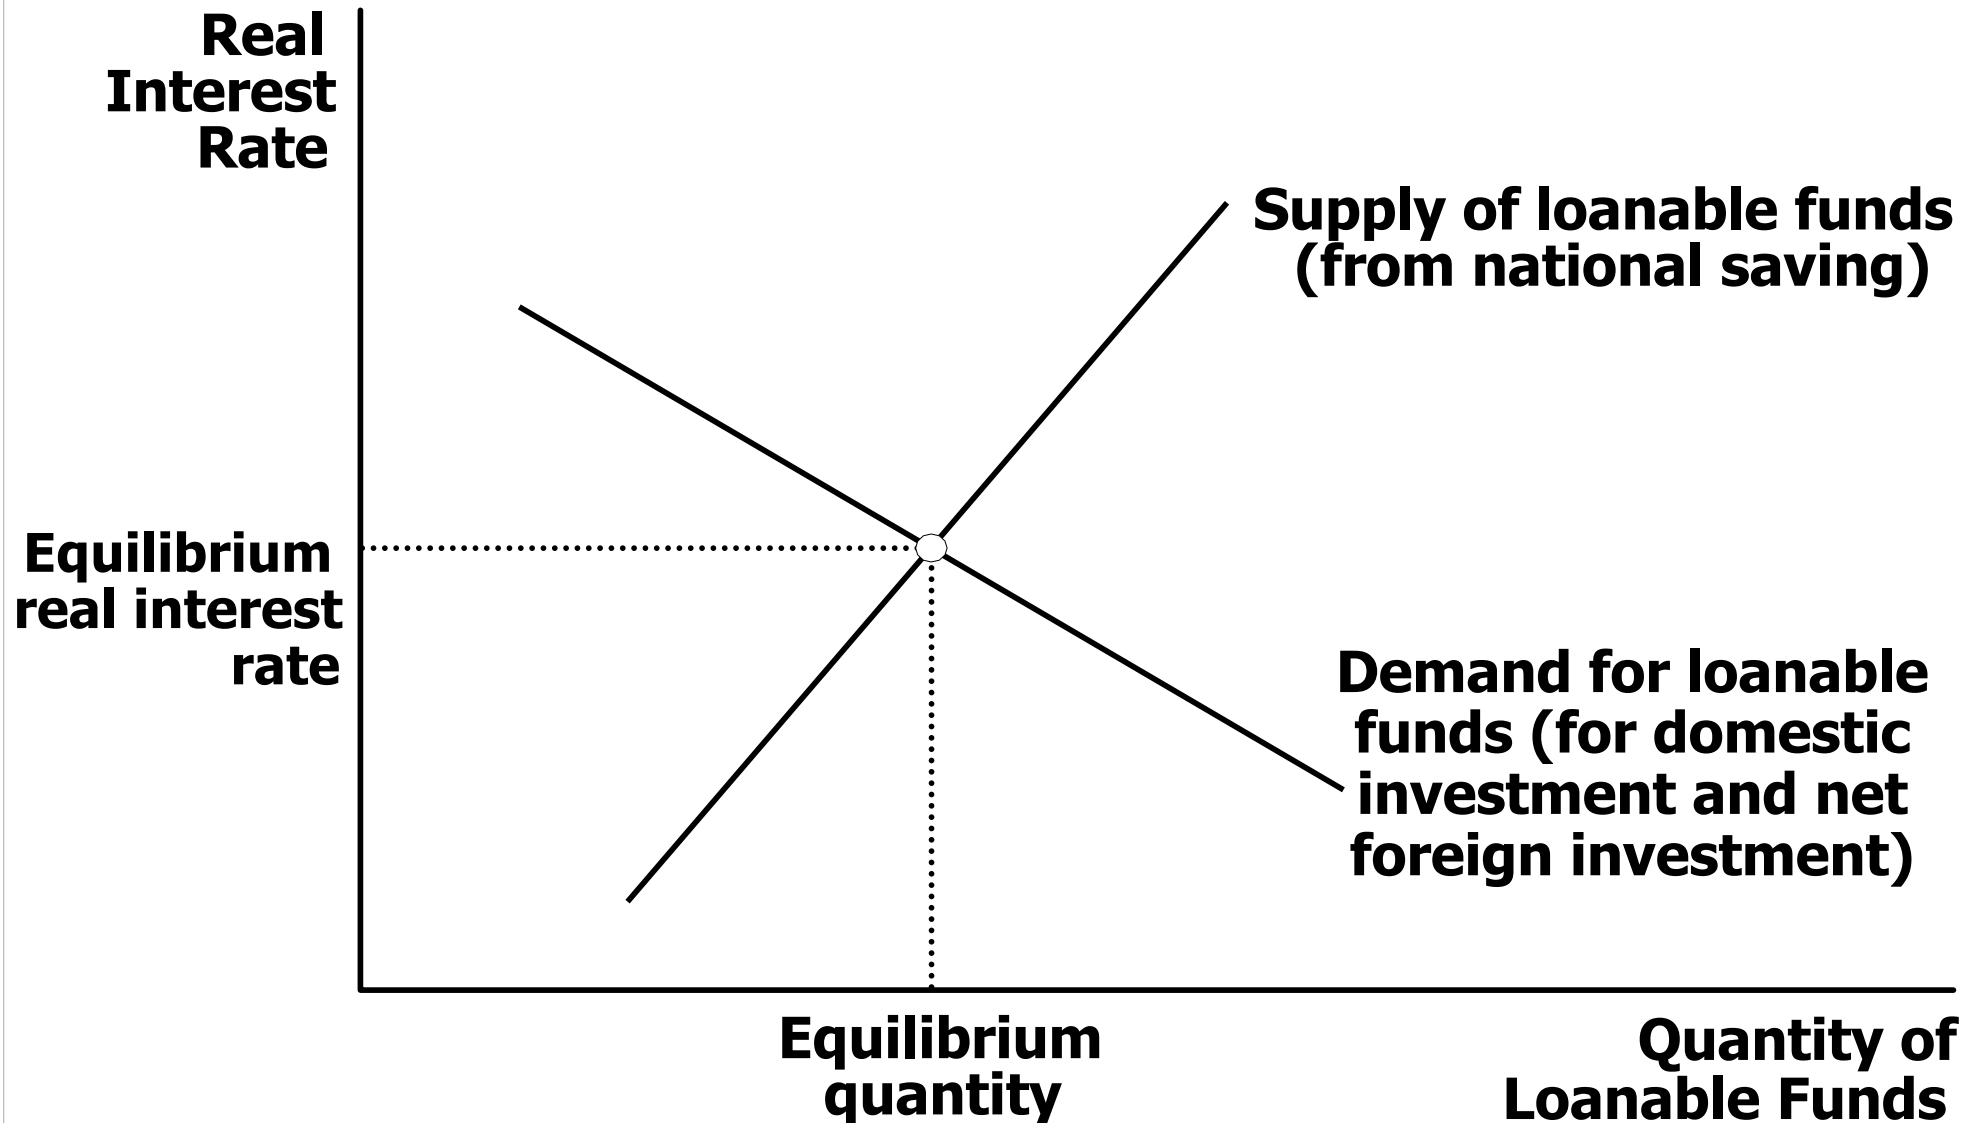 Real
Interest
Rate
Supply of loanable funds
(from national saving)
Equilibrium
real interest
rate
Demand for loanable
funds (for domestic
investment and net
foreign investment)
Equilibrium
quantity
Quantity of
Loanable Funds